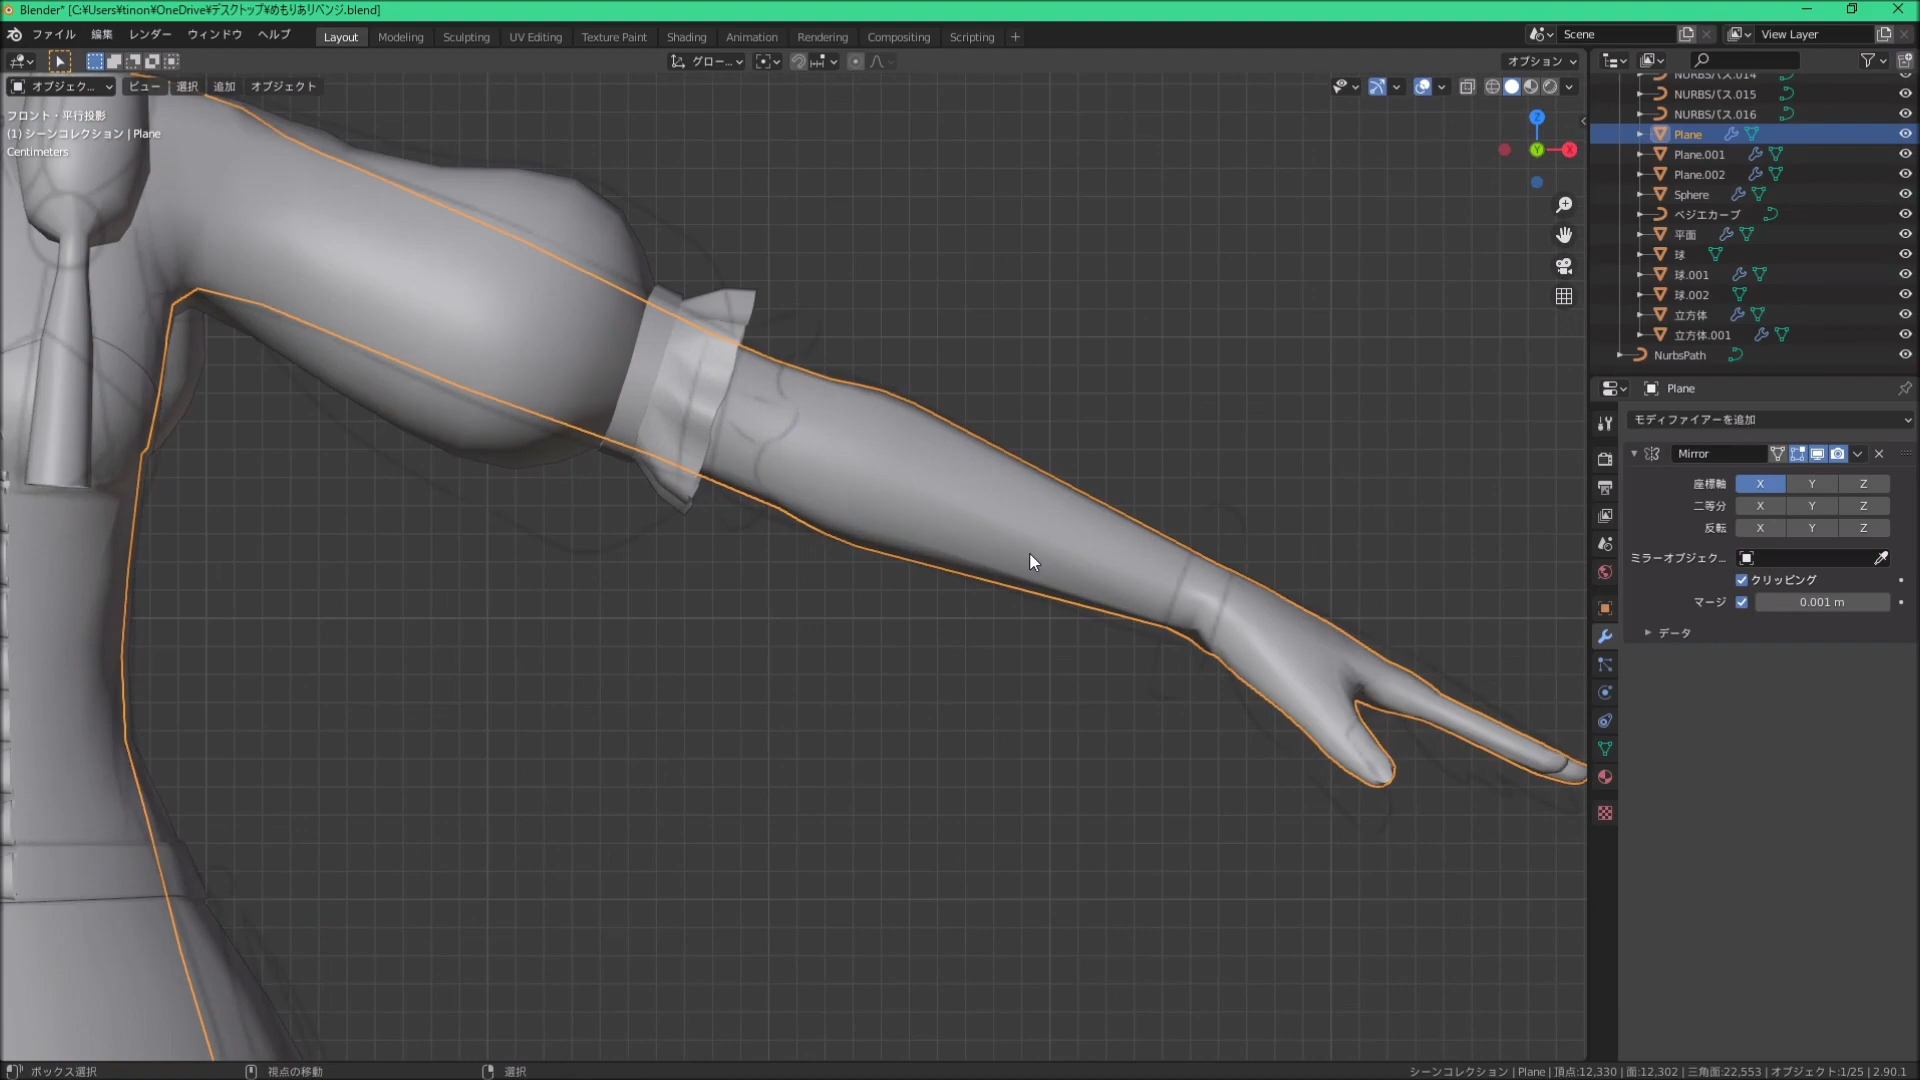 Blender* [C:¥Users¥tinon¥OneDrive¥デスクトップ¥めもりありベンジ.blend]
ファイル 編集 レンダー ウィンドウ ヘルプ Layout Modeling Sculpting UV Editing Texture Paint Shading Animation Rendering Compositing Scripting + Scene View Layer
グロー... オプション
オブジェク... ビュー 選択 追加 オブジェクト
フロント・平行投影
(1) シーンコレクション | Plane
Centimeters
Z
Y
X
NURBSパス.014
NURBSパス.015
NURBSパス.016
Plane
Plane.001
Plane.002
Sphere
ベジエカーブ
平面
球
球.001
球.002
立方体
立方体.001
NurbsPath
Plane
モディファイアーを追加
Mirror
座標軸 X Y Z
二等分 X Y Z
反転 X Y Z
ミラーオブジェク...
クリッピング
マージ 0.001 m
データ
ボックス選択 視点の移動 選択 シーンコレクション | Plane | 頂点:12,330 | 面:12,302 | 三角面:22,553 | オブジェクト:1/25 | 2.90.1